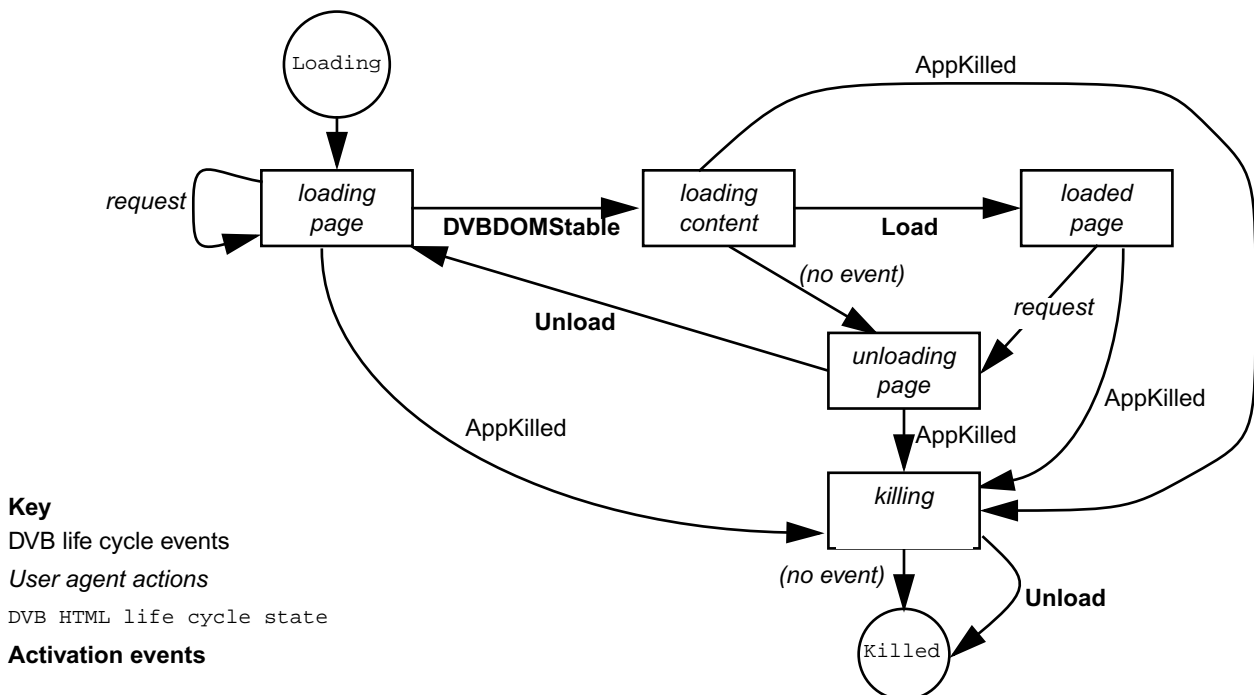 Loading
AppKilled
request
loading
page
DVBDOMStable
loading
content
Load
loaded
page
(no event)
request
Unload
unloading
page
AppKilled
AppKilled
AppKilled
killing
(no event)
Unload
Killed
Key
DVB life cycle events
User agent actions
DVB HTML life cycle state
Activation events